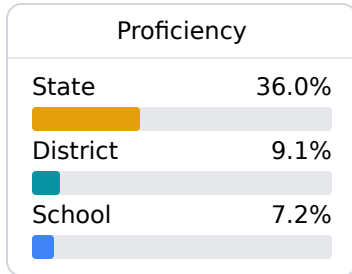 Proficiency
State 36.0%
District 9.1%
School 7.2%